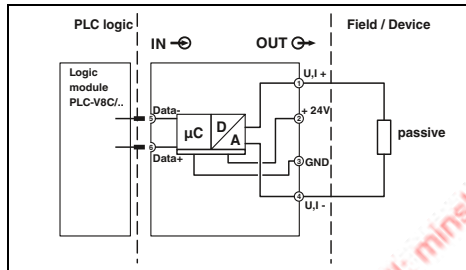 PLC logic
IN
OUT
Field / Device
Logic
module
PLC-V8C/..
5
Data-
6
Data+
µC
D
A
1
U,I +
2
+ 24V
3
GND
4
U,I -
passive